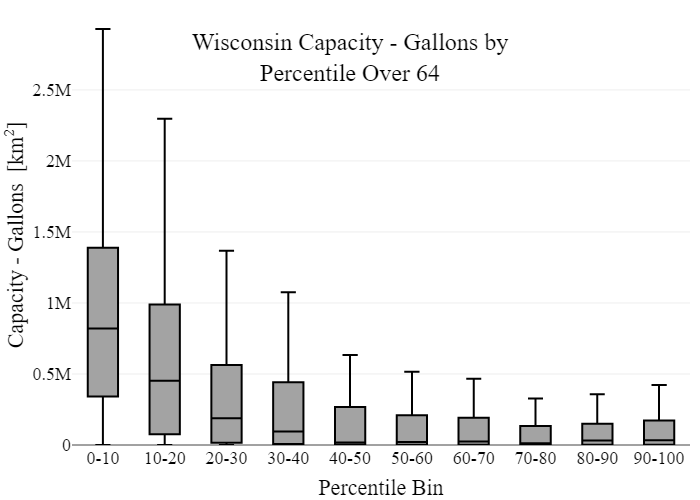 Wisconsin Capacity - Gallons by
Percentile Over 64
Capacity - Gallons [km²]
2.5M
2M
1.5M
1M
0.5M
0
0-10 10-20 20-30 30-40 40-50 50-60 60-70 70-80 80-90 90-100
Percentile Bin